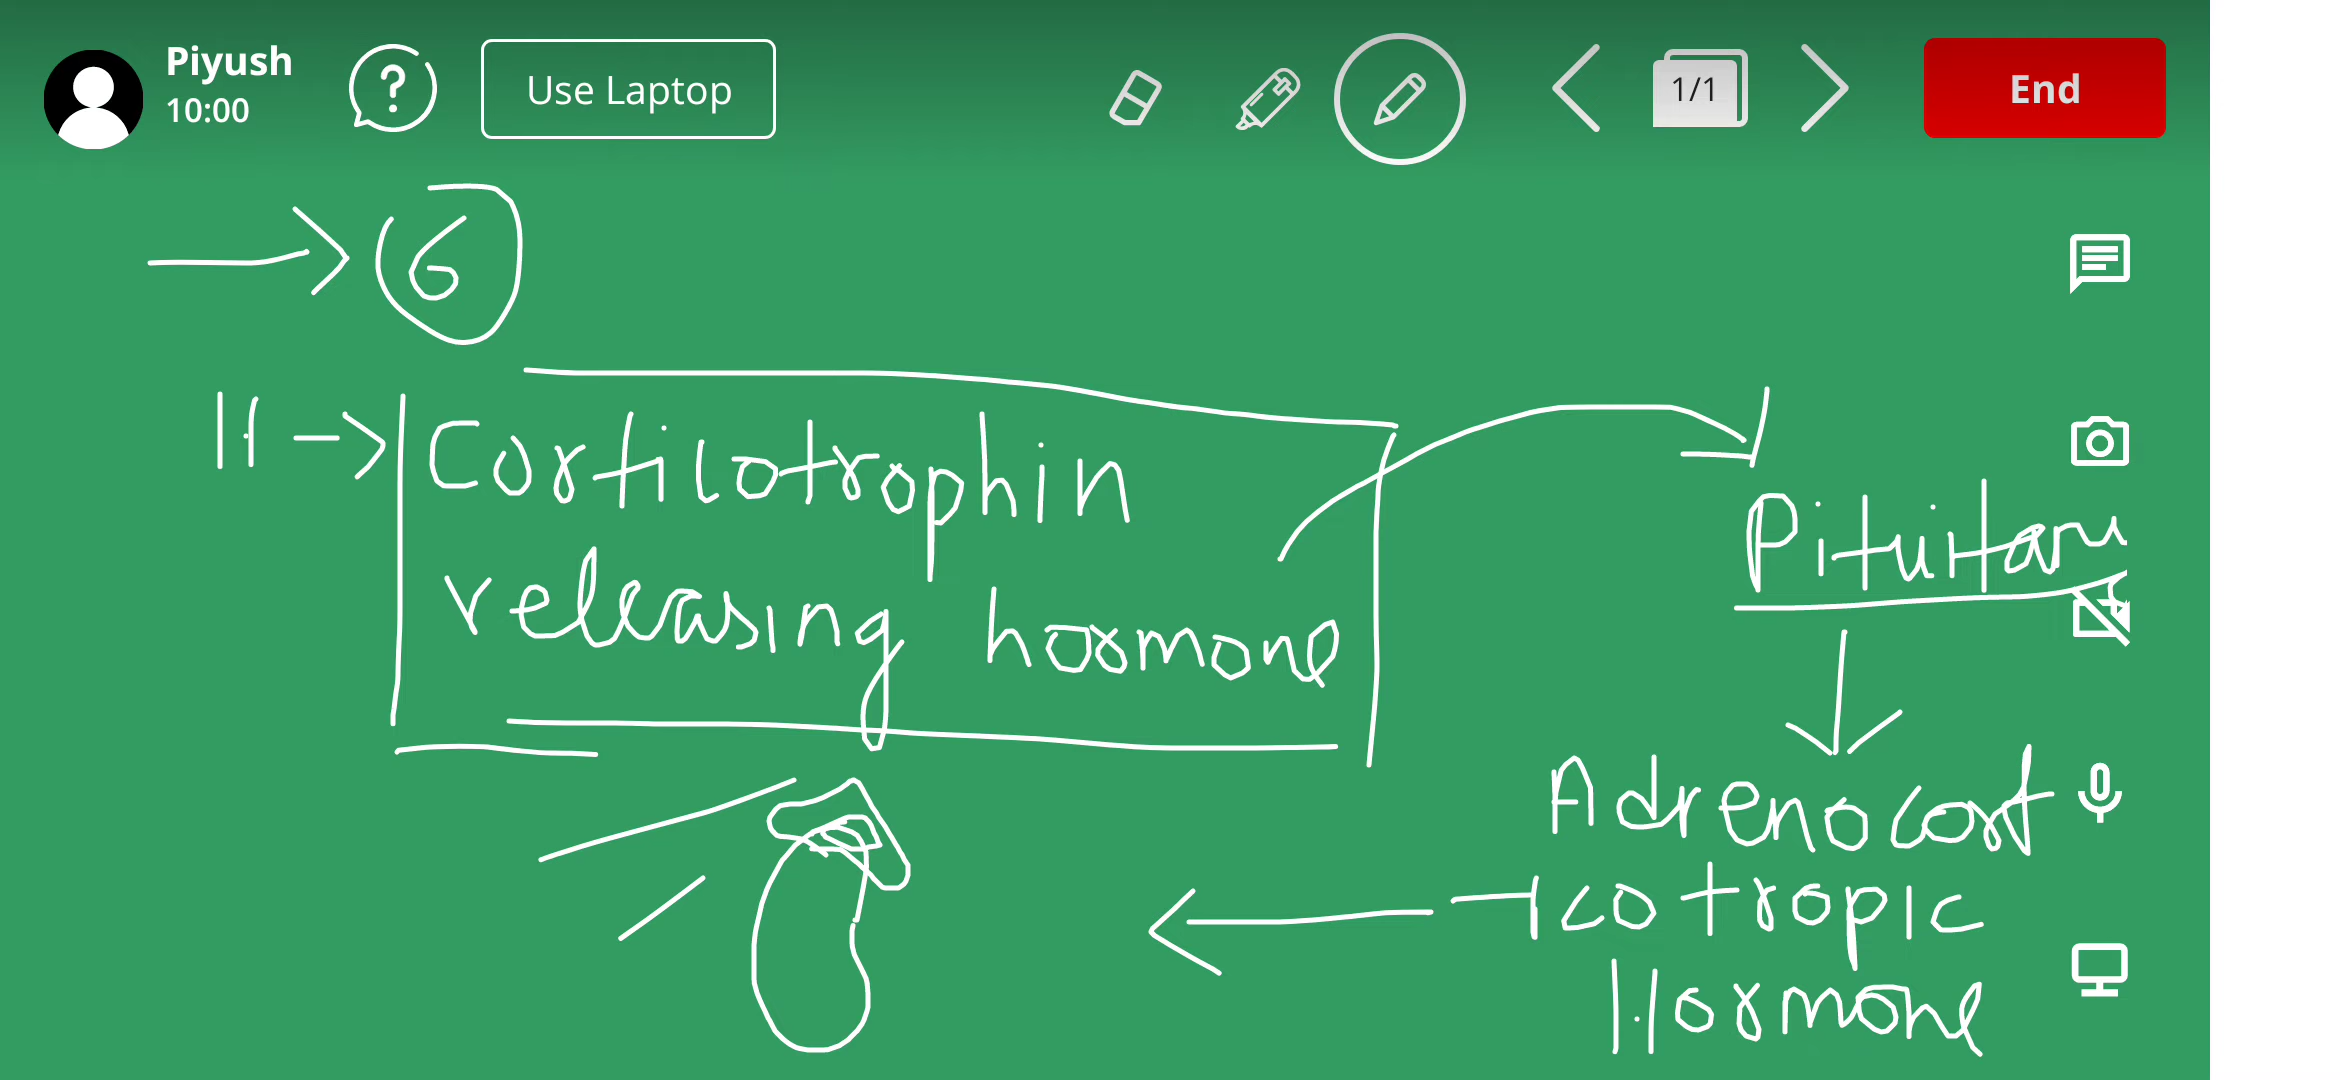 Piyush
10:00
?
Use Laptop
1/1
End
→ 6
H → Corticotrophin
releasing hormone
Pituitary
Adrenocort
icotropic
Hormone